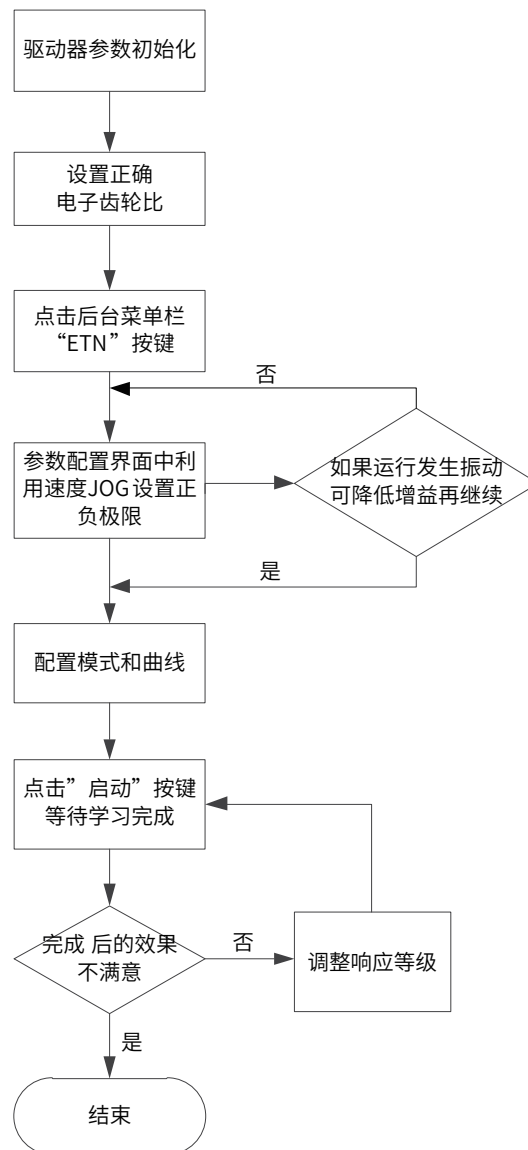 驱动器参数初始化
设置正确
电子齿轮比
点击后台菜单栏
“ETN”按键
否
参数配置界面中利
用速度JOG设置正
负极限
如果运行发生振动
可降低增益再继续
是
配置模式和曲线
点击”启动”按键
等待学习完成
完成 后的效果
不满意
否
调整响应等级
是
结束